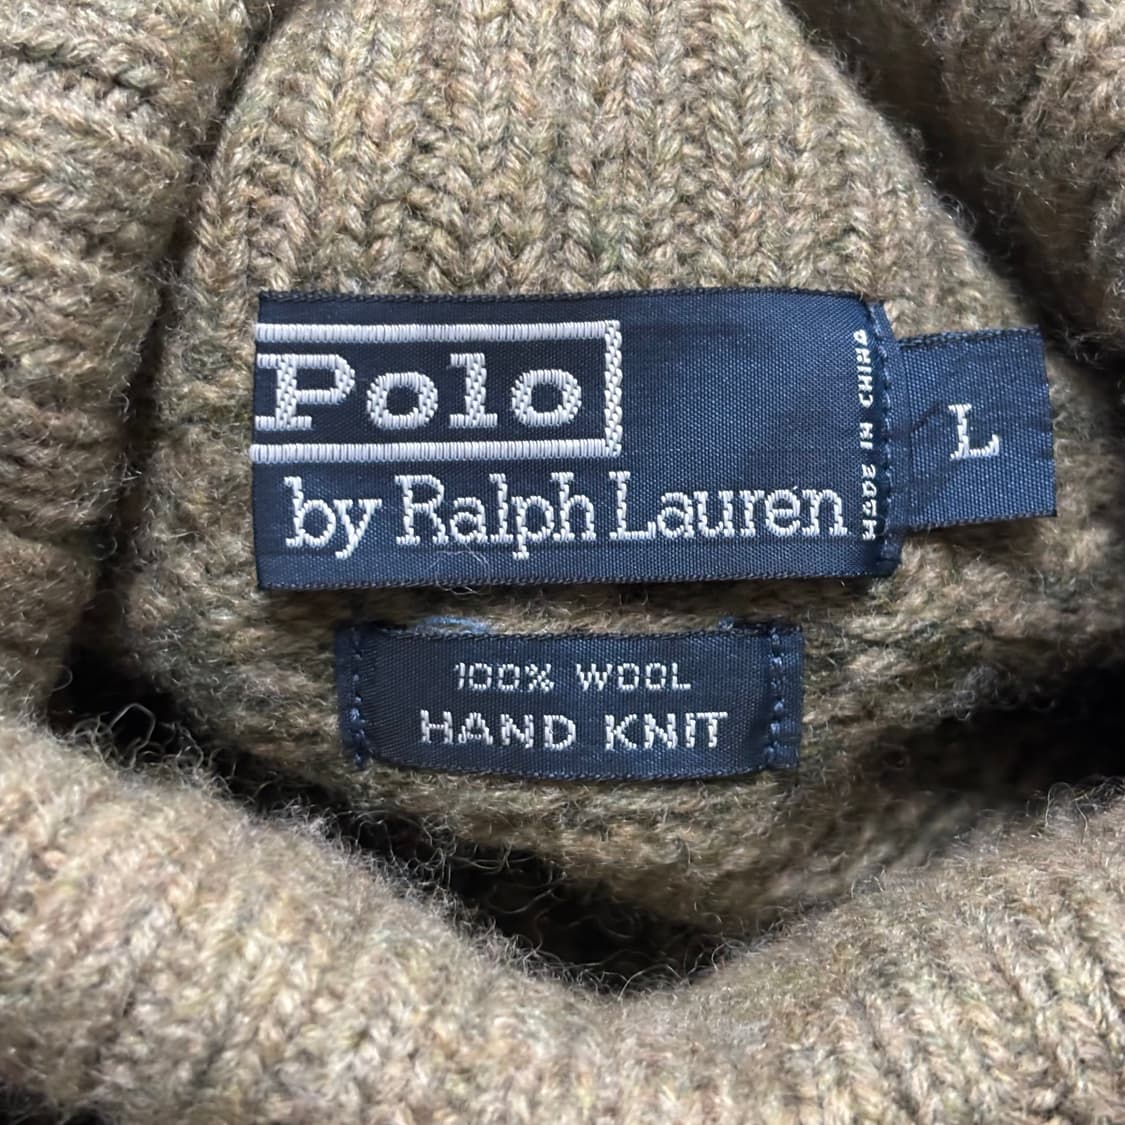 Polo
by Ralph Lauren
MADE IN CHINA
L
100% WOOL
HAND KNIT